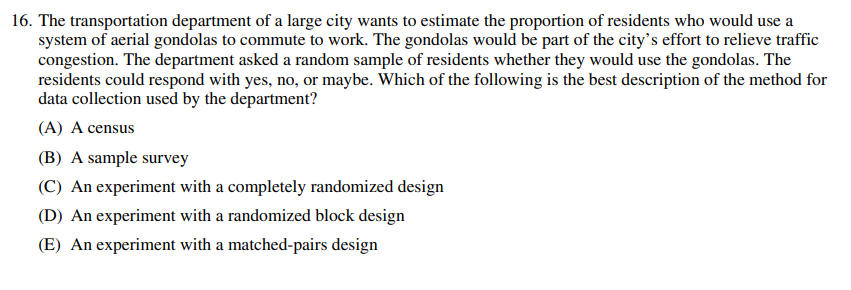 16. The transportation department of a large city wants to estimate the proportion of residents who would use a
system of aerial gondolas to commute to work. The gondolas would be part of the city's effort to relieve traffic
congestion. The department asked a random sample of residents whether they would use the gondolas. The
residents could respond with yes, no, or maybe. Which of the following is the best description of the method for
data collection used by the department?
(A) A census
(B) A sample survey
(C) An experiment with a completely randomized design
(D) An experiment with a randomized block design
(E) An experiment with a matched-pairs design